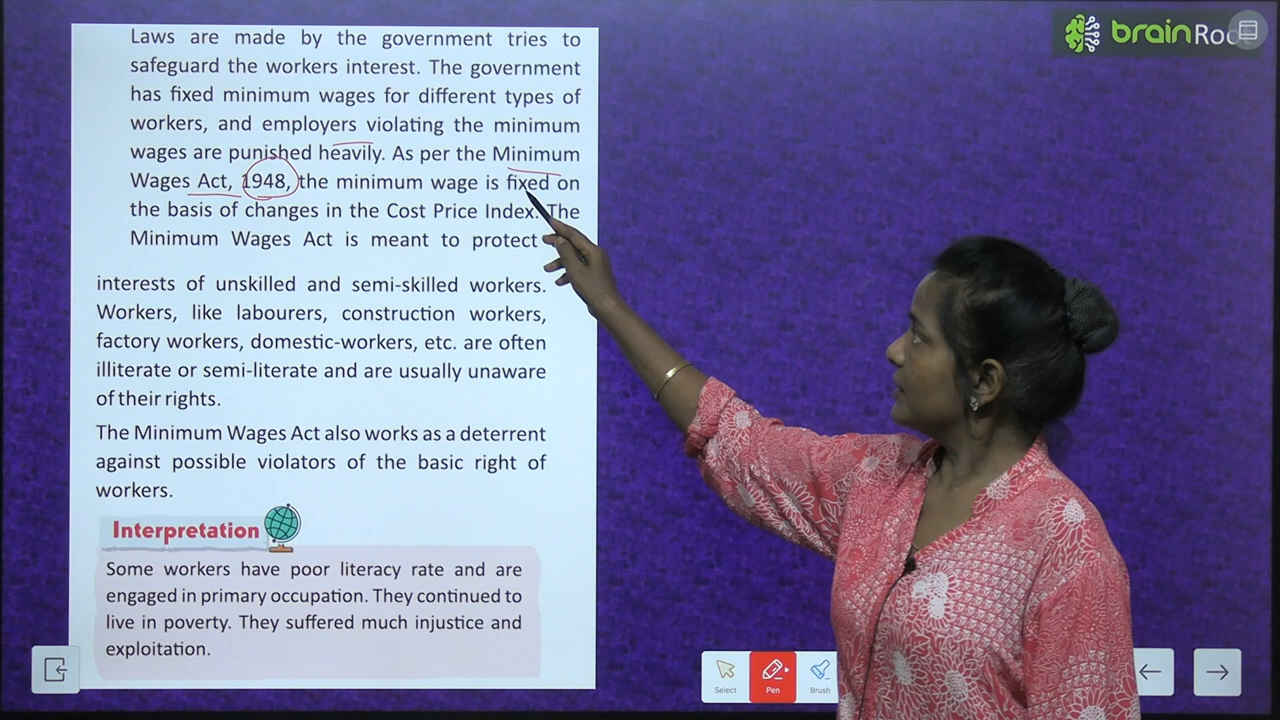 brainRo
Laws are made by the government tries to
safeguard the workers interest. The government
has fixed minimum wages for different types of
workers, and employers violating the minimum
wages are punished heavily. As per the Minimum
Wages Act, 1948, the minimum wage is fixed on
the basis of changes in the Cost Price Index. The
Minimum Wages Act is meant to protect
interests of unskilled and semi-skilled workers.
Workers, like labourers, construction workers,
factory workers, domestic-workers, etc. are often
illiterate or semi-literate and are usually unaware
of their rights.
The Minimum Wages Act also works as a deterrent
against possible violators of the basic right of
workers.
Interpretation
Some workers have poor literacy rate and are
engaged in primary occupation. They continued to
live in poverty. They suffered much injustice and
exploitation.
Select
Pen
Brush